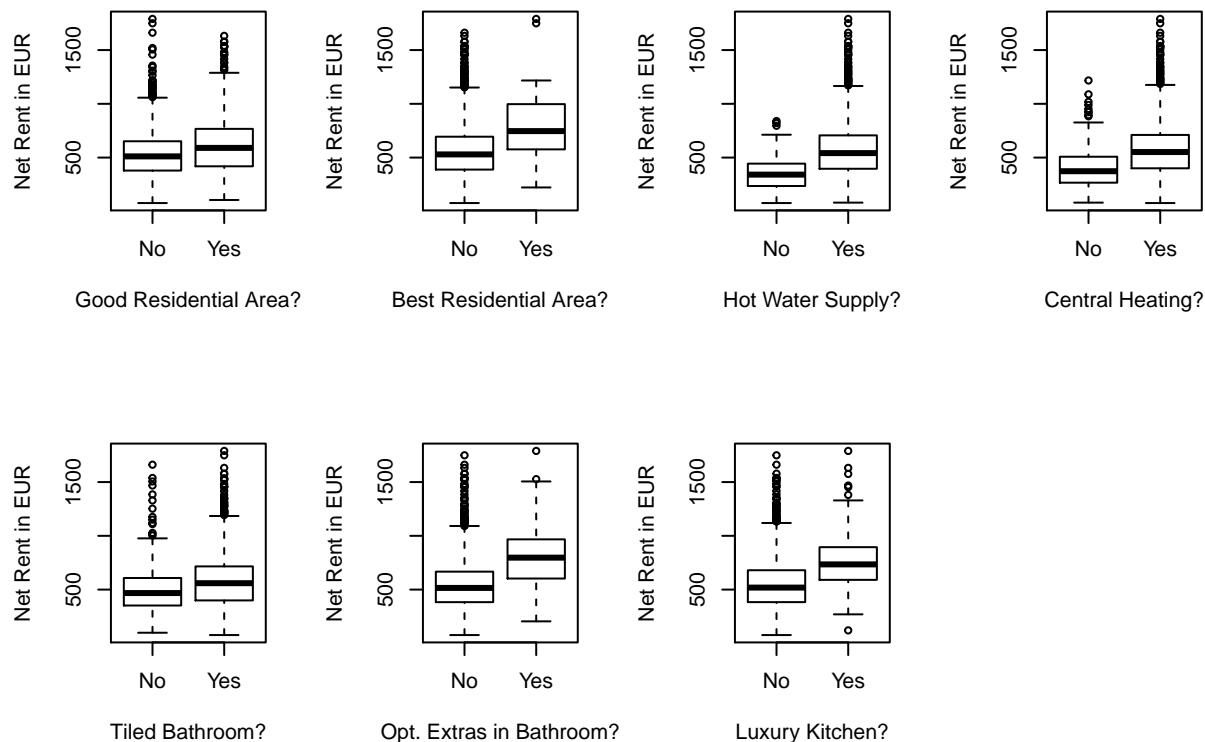 Net Rent in EUR
1500
500
No Yes
Good Residential Area?
Net Rent in EUR
1500
500
No Yes
Best Residential Area?
Net Rent in EUR
1500
500
No Yes
Hot Water Supply?
Net Rent in EUR
1500
500
No Yes
Central Heating?
Net Rent in EUR
1500
500
No Yes
Tiled Bathroom?
Net Rent in EUR
1500
500
No Yes
Opt. Extras in Bathroom?
Net Rent in EUR
1500
500
No Yes
Luxury Kitchen?